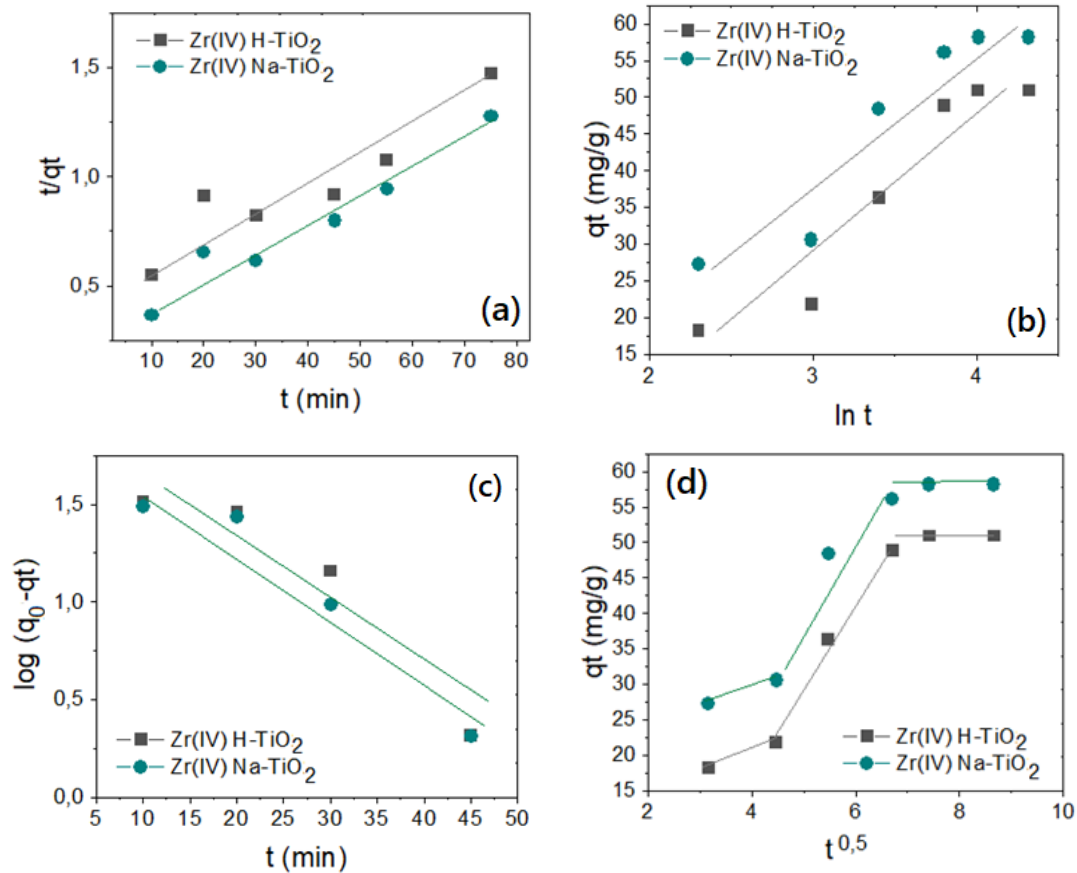 Zr(IV) H-TiO2
Zr(IV) Na-TiO2
1,5
1,0
0,5
t/qt
10 20 30 40 50 60 70 80
t (min)
(a)
Zr(IV) H-TiO2
Zr(IV) Na-TiO2
60
55
50
45
40
35
30
25
20
15
qt (mg/g)
2 3 4
ln t
(b)
(c)
1,5
1,0
0,5
0,0
log (q0-qt)
Zr(IV) H-TiO2
Zr(IV) Na-TiO2
5 10 15 20 25 30 35 40 45 50
t (min)
(d)
60
55
50
45
40
35
30
25
20
15
qt (mg/g)
Zr(IV) H-TiO2
Zr(IV) Na-TiO2
2 4 6 8 10
t0,5